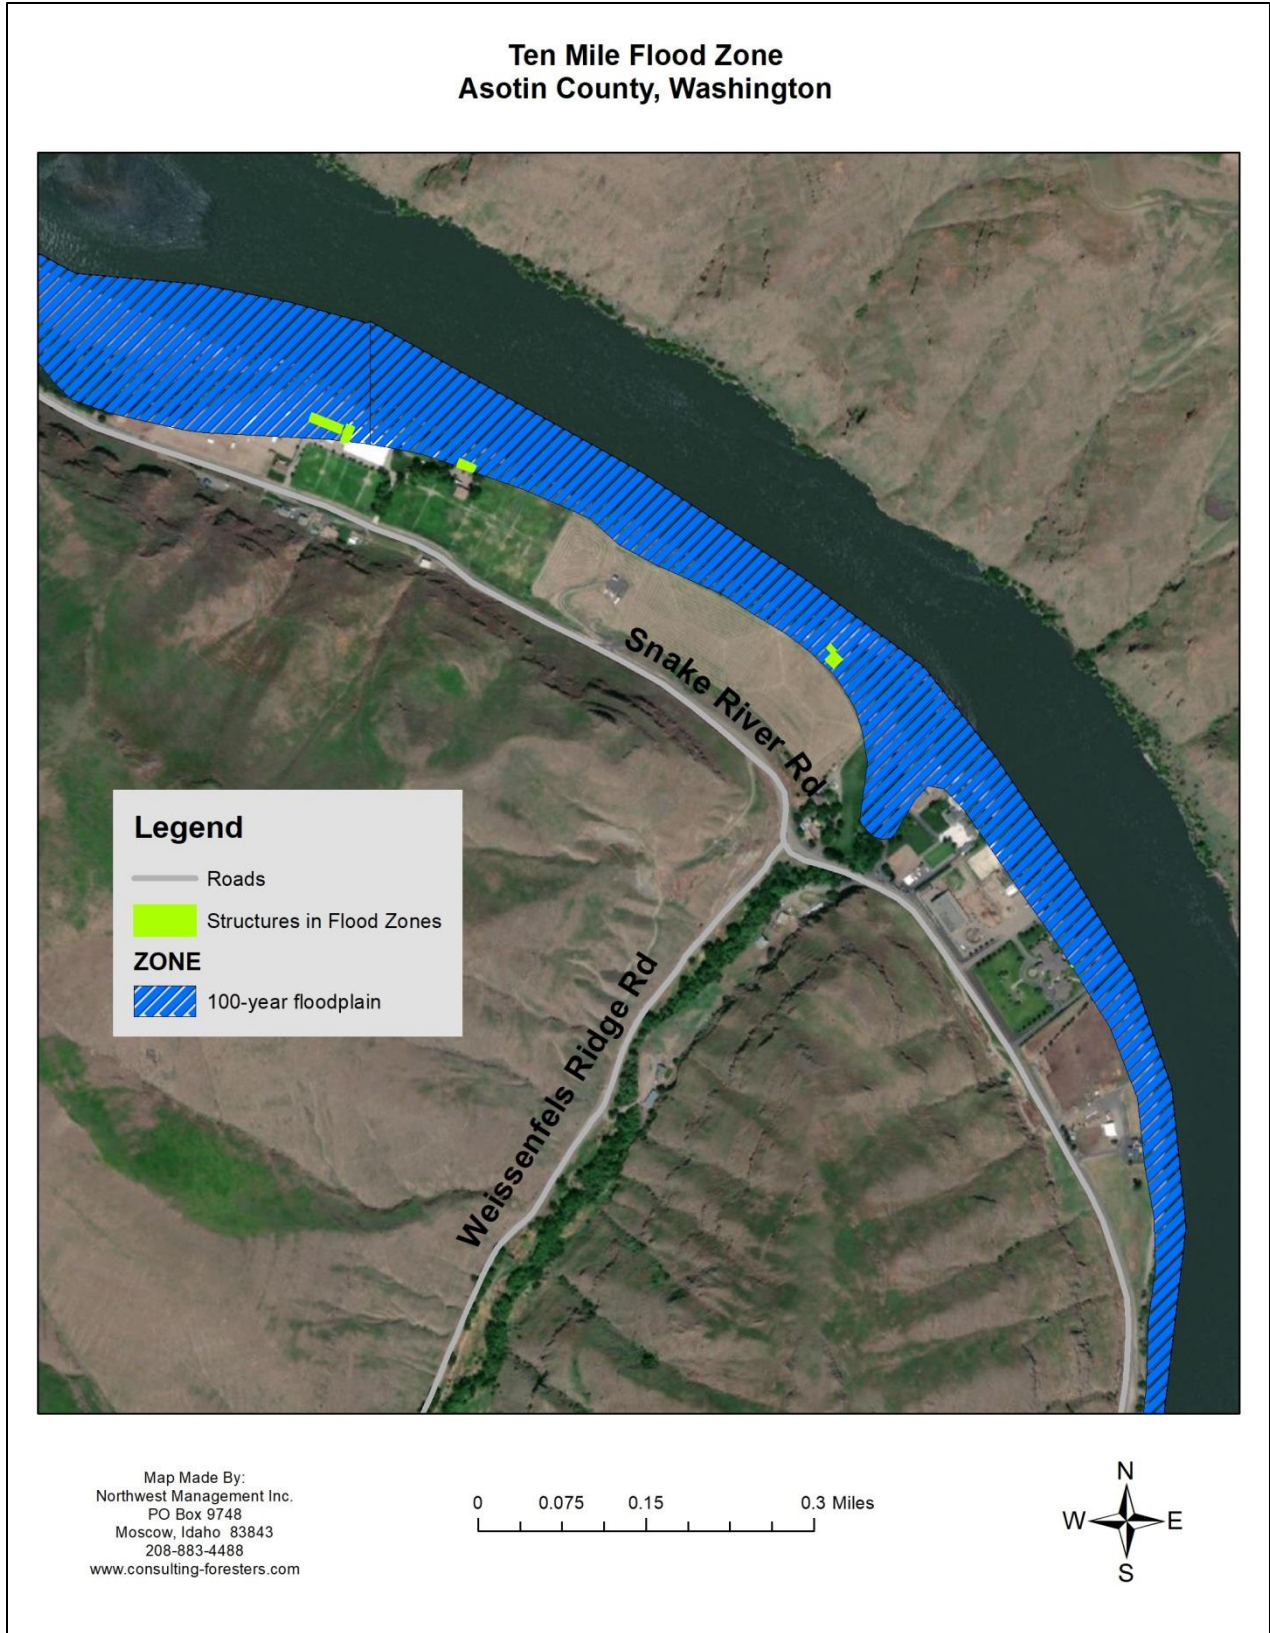 Ten Mile Flood Zone
Asotin County, Washington
Snake River Rd
Legend
Roads
Structures in Flood Zones
ZONE
100-year floodplain
Weissenfels Ridge Rd
Map Made By:
Northwest Management Inc.
PO Box 9748
Moscow, Idaho  83843
208-883-4488
www.consulting-foresters.com
0 0.075 0.15 0.3 Miles
N
W E
S